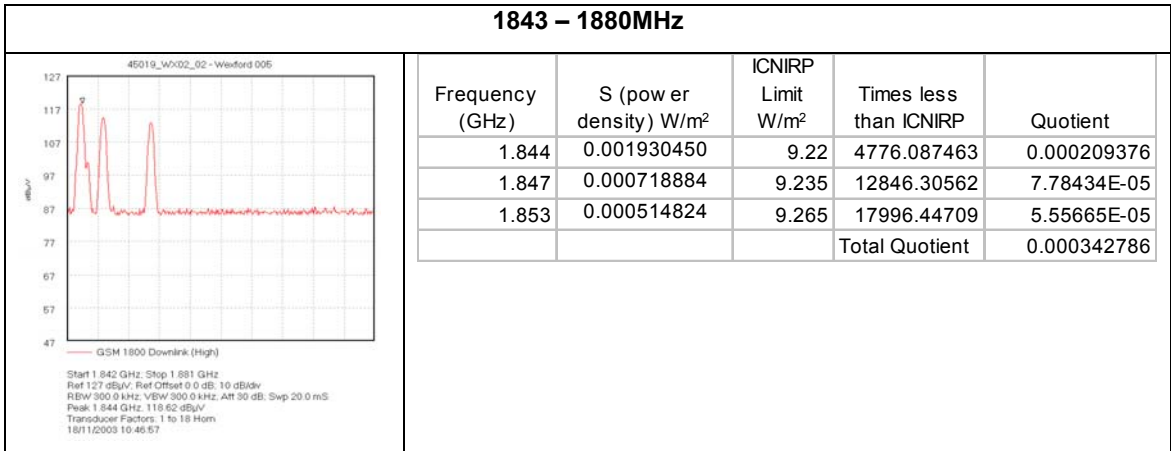 1843 – 1880MHz
45019_WX02_02 - Wexford 005
127
117
107
97
87
77
67
57
47
dBµV
GSM 1800 Downlink (High)
Start 1.842 GHz; Stop 1.881 GHz
Ref 127 dBµV; Ref Offset 0.0 dB; 10 dB/div
RBW 300.0 kHz; VBW 300.0 kHz; Att 30 dB; Swp 20.0 mS
Peak 1.844 GHz, 118.62 dBµV
Transducer Factors: 1 to 18 Horn
18/11/2003 10:46:57
Frequency (GHz) S (pow er density) W/m² ICNIRP Limit W/m² Times less than ICNIRP Quotient
1.844 0.001930450 9.22 4776.087463 0.000209376
1.847 0.000718884 9.235 12846.30562 7.78434E-05
1.853 0.000514824 9.265 17996.44709 5.55665E-05
Total Quotient 0.000342786